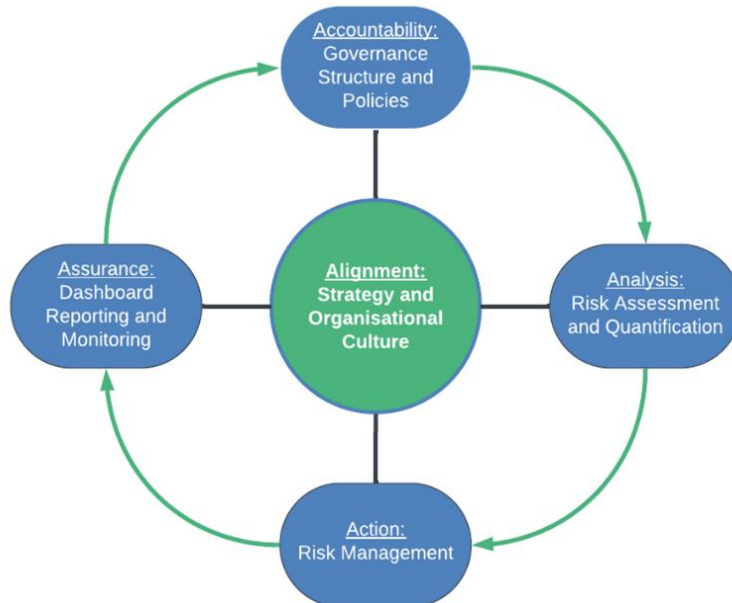 Accountability:
Governance
Structure and
Policies
Assurance:
Dashboard
Reporting and
Monitoring
Alignment:
Strategy and
Organisational
Culture
Analysis:
Risk Assessment
and Quantification
Action:
Risk Management